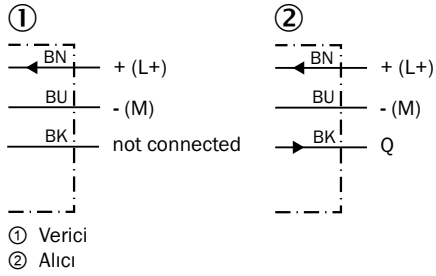 ① ②
BN + (L+) BN + (L+)
BU - (M) BU - (M)
BK not connected BK Q
① Verici
② Alıcı